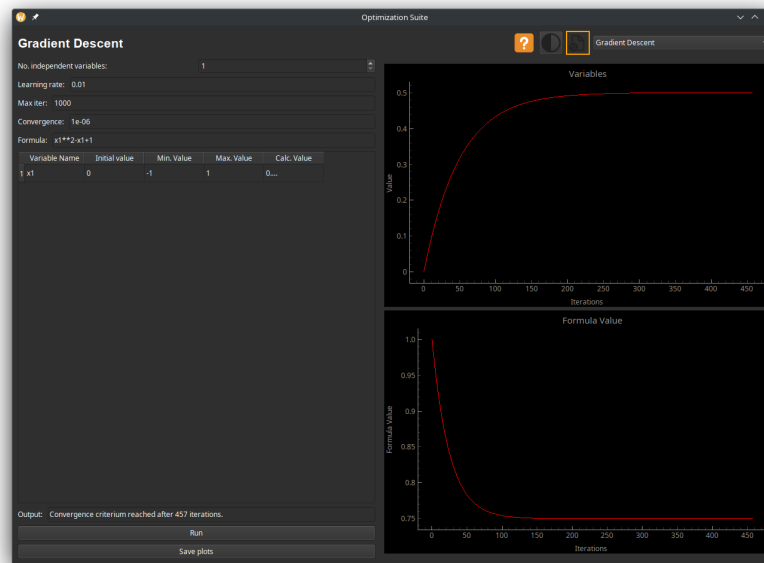 Optimization Suite
Gradient Descent
?
Gradient Descent
No. independent variables: 1
Learning rate: 0.01
Max iter: 1000
Convergence: 1e-06
Formula: x1**2-x1+1
Variable Name Initial value Min. Value Max. Value Calc. Value
1 x1 0 -1 1 0....
Output: Convergence criterion reached after 457 iterations.
Run
Save plots
Variables
0.5
0.4
0.3
0.2
0.1
0
Value
0 50 100 150 200 250 300 350 400 450
Iterations
Formula Value
1.0
0.95
0.9
0.85
0.8
0.75
Formula Value
0 50 100 150 200 250 300 350 400 450
Iterations